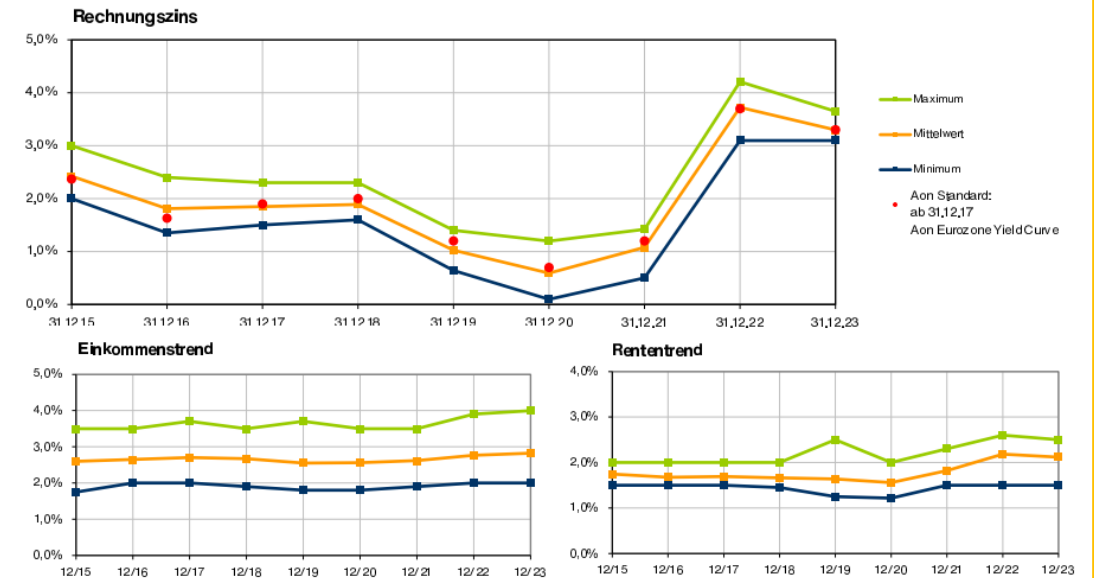 Rechnungszins
5,0%
4,0%
3,0%
2,0%
1,0%
0,0%
31.12.15 31.12.16 31.12.17 31.12.18 31.12.19 31.12.20 31.12.21 31.12.22 31.12.23
Maximum
Mittelwert
Minimum
Aon Standard:
ab 31.12.17
Aon Eurozone Yield Curve
Einkommenstrend
5,0%
4,0%
3,0%
2,0%
1,0%
0,0%
12/15 12/16 12/17 12/18 12/19 12/20 12/21 12/22 12/23
Rententrend
4,0%
3,0%
2,0%
1,0%
0,0%
12/15 12/16 12/17 12/18 12/19 12/20 12/21 12/22 12/23